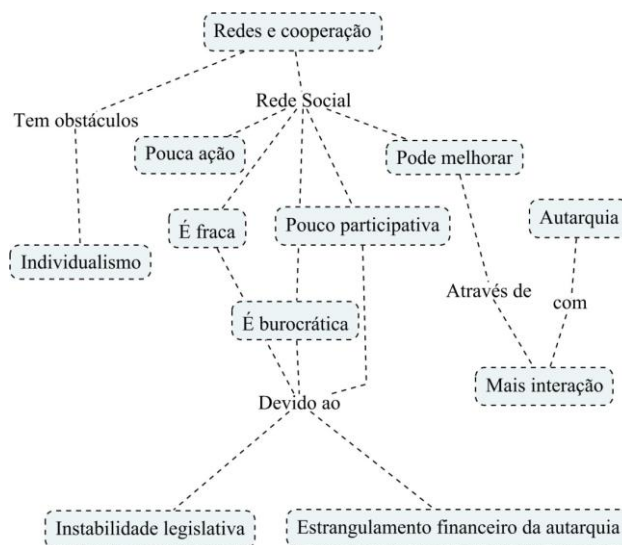 Redes e cooperação
Rede Social
Tem obstáculos
Pouca ação
Pode melhorar
É fraca
Pouco participativa
Autarquia
Individualismo
Através de
com
É burocrática
Mais interação
Devido ao
Instabilidade legislativa
Estrangulamento financeiro da autarquia